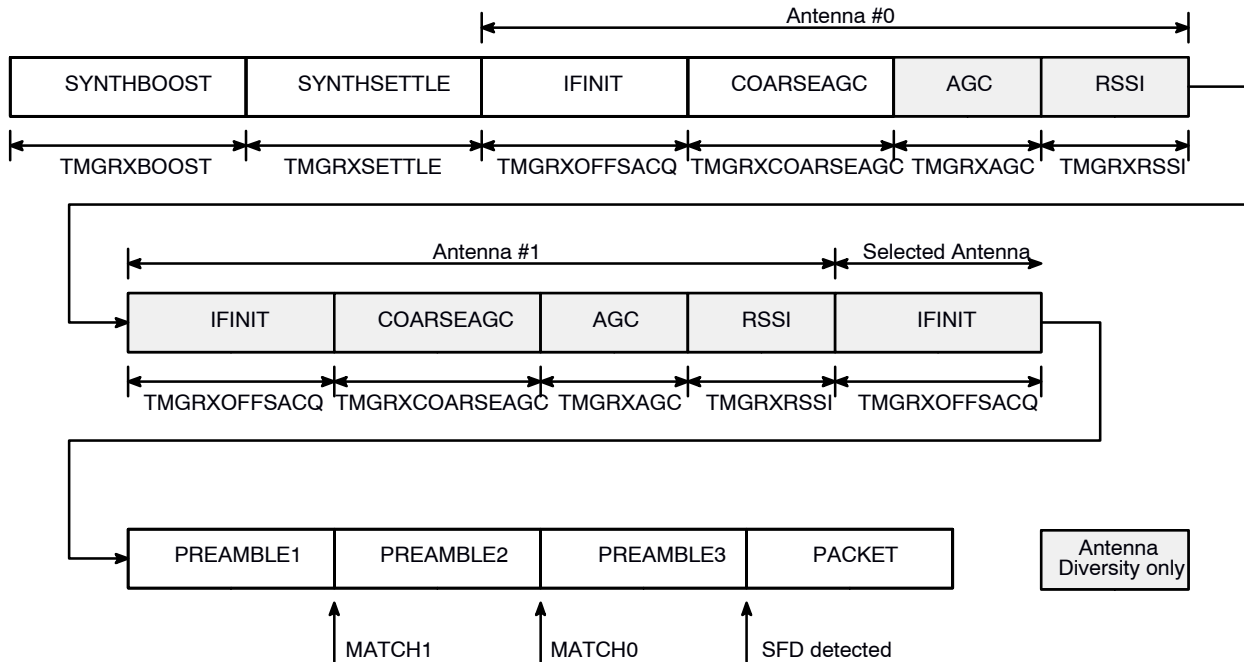 Antenna #0
SYNTHBOOST SYNTHSETTLE IFINIT COARSEAGC AGC RSSI
TMGRXBOOST TMGRXSETTLE TMGRXOFFSACQ TMGRXCOARSEAGC TMGRXAGC TMGRXRSSI
Antenna #1 Selected Antenna
IFINIT COARSEAGC AGC RSSI IFINIT
TMGRXOFFSACQ TMGRXCOARSEAGC TMGRXAGC TMGRXRSSI TMGRXOFFSACQ
PREAMBLE1 PREAMBLE2 PREAMBLE3 PACKET
Antenna
Diversity only
MATCH1 MATCH0 SFD detected